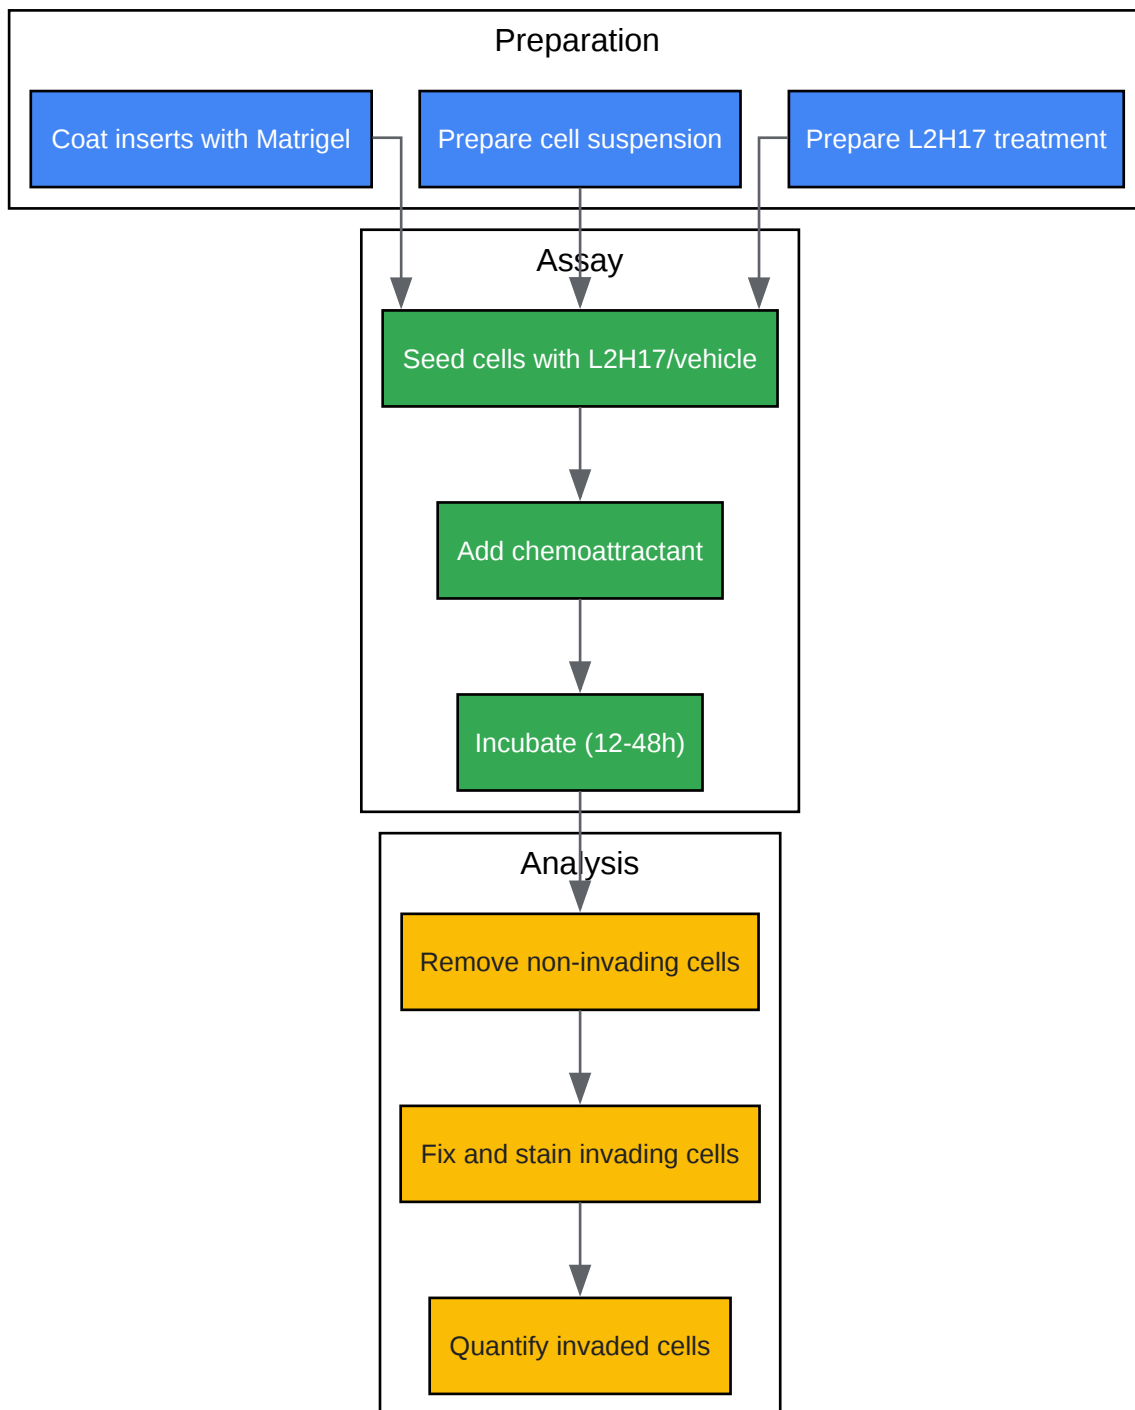 Preparation
Coat inserts with Matrigel
Prepare cell suspension
Prepare L2H17 treatment
Assay
Seed cells with L2H17/vehicle
Add chemoattractant
Incubate (12-48h)
Analysis
Remove non-invading cells
Fix and stain invading cells
Quantify invaded cells